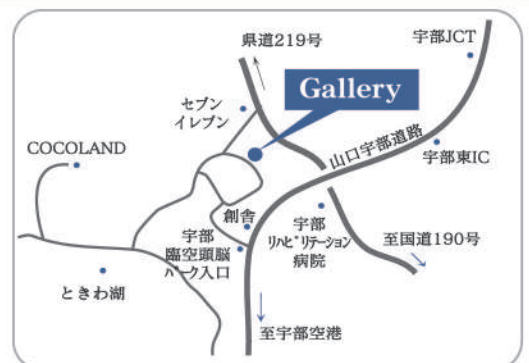 県道219号
宇部JCT
セブン
イレブン
Gallery
COCOLAND
山口宇部道路
宇部東IC
創舎
宇部
臨空頭脳
パーク入口
宇部
リハビリテーション
病院
至国道190号
ときわ湖
至宇部空港